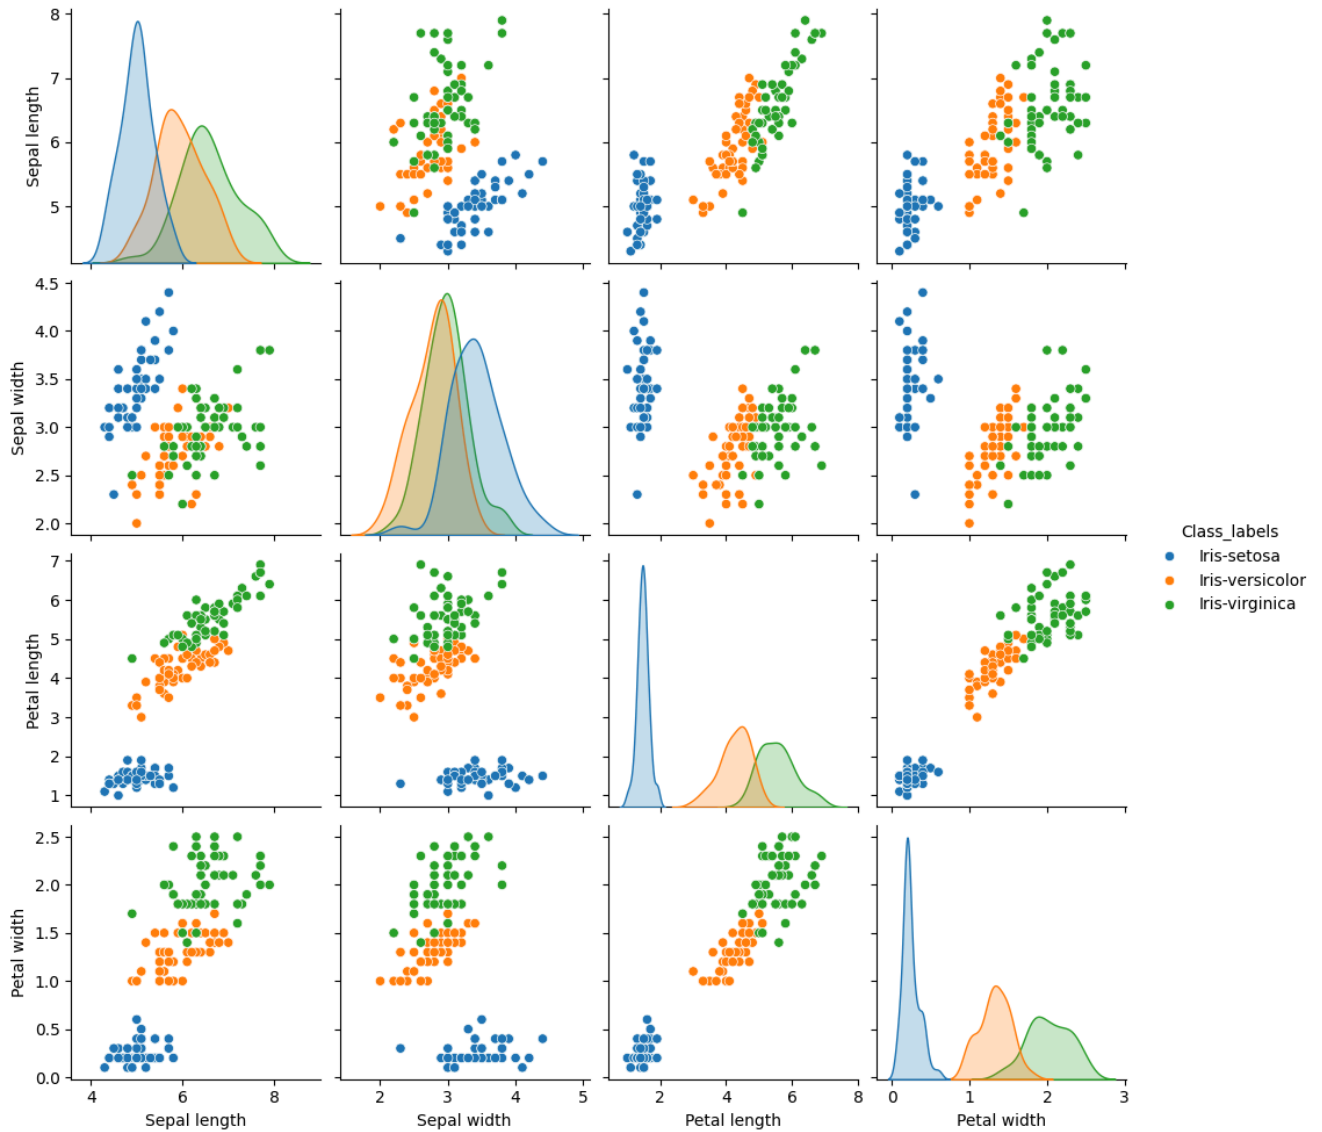 8
7
6
5
Sepal length
4.5
4.0
3.5
3.0
2.5
2.0
Sepal width
Class_labels
Iris-setosa
Iris-versicolor
Iris-virginica
7
6
5
4
3
2
1
Petal length
2.5
2.0
1.5
1.0
0.5
0.0
Petal width
4 6 8
Sepal length
2 3 4 5
Sepal width
2 4 6 8
Petal length
0 1 2 3
Petal width